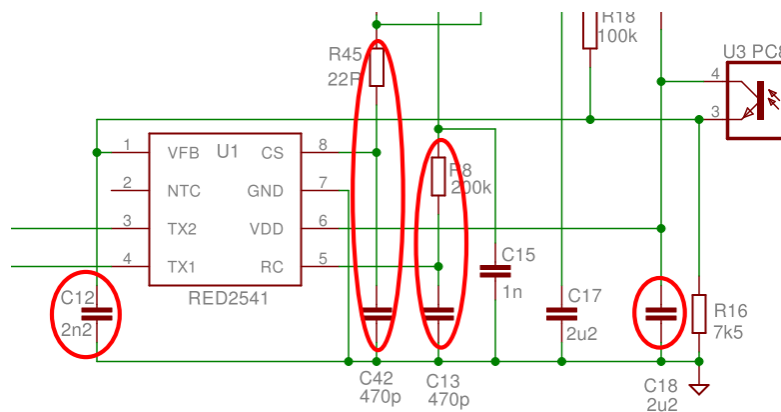 R18
100k
R45
22R
U3 PC8
4
3
1
VFB
U1
CS
8
2
NTC
GND
7
R8
200k
3
TX2
VDD
6
4
TX1
RC
5
RED2541
C12
2n2
C15
1n
C17
2u2
R16
7k5
C42
470p
C13
470p
C18
2u2